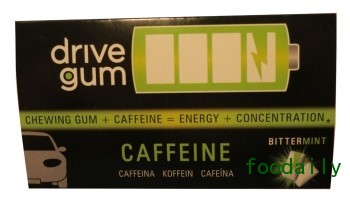 drive
gum
CHEWING GUM + CAFFEINE = ENERGY + CONCENTRATION.
BITTERMINT
CAFFEINE
CAFFEINA KOFFEIN CAFEÍNA
foodaily